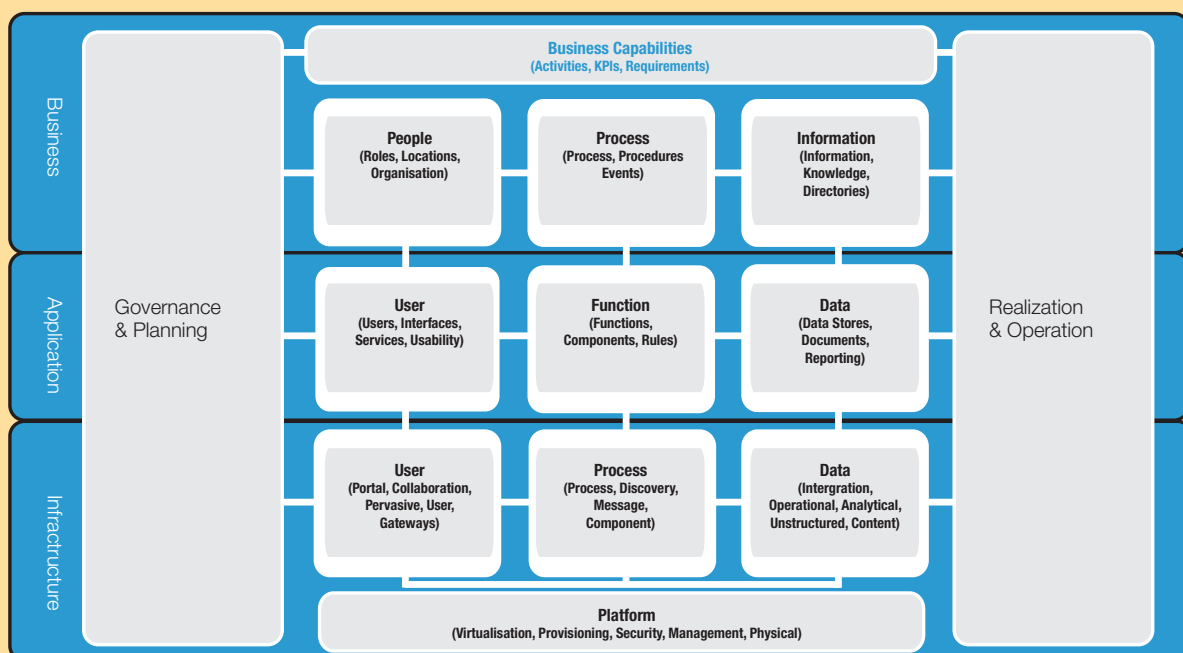 Business Capabilities
(Activities, KPIs, Requirements)
Business
People
(Roles, Locations,
Organisation)
Process
(Process, Procedures
Events)
Information
(Information,
Knowledge,
Directories)
Governance
& Planning
Realization
& Operation
Application
User
(Users, Interfaces,
Services, Usability)
Function
(Functions,
Components, Rules)
Data
(Data Stores,
Documents,
Reporting)
Infractructure
User
(Portal, Collaboration,
Pervasive, User,
Gateways)
Process
(Process, Discovery,
Message,
Component)
Data
(Intergration,
Operational, Analytical,
Unstructured, Content)
Platform
(Virtualisation, Provisioning, Security, Management, Physical)